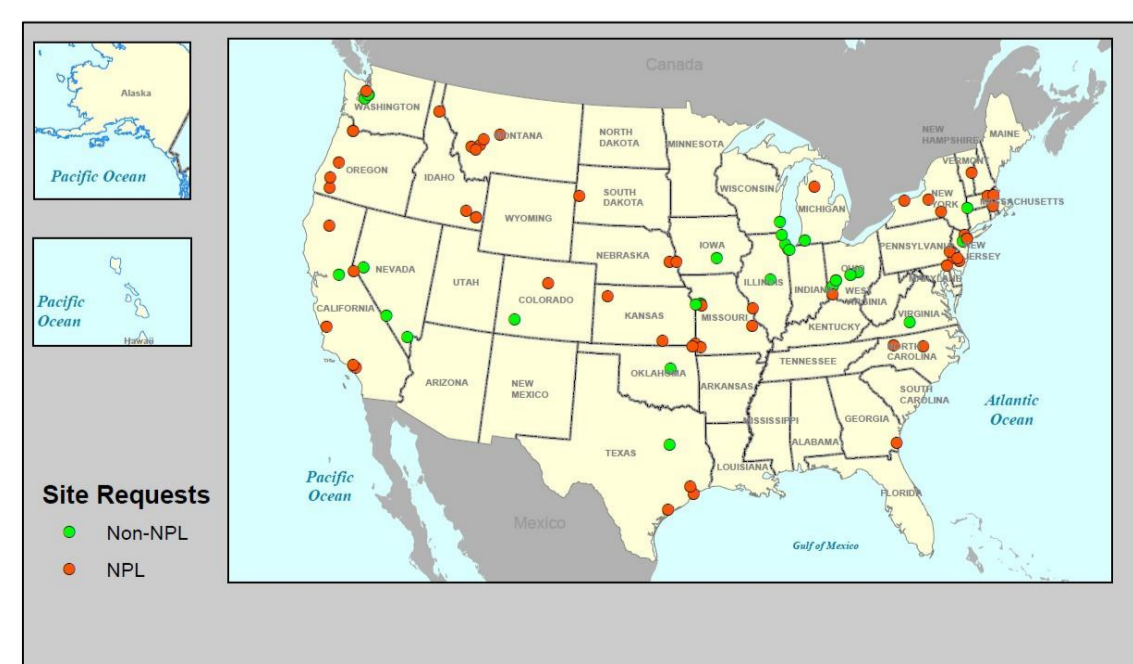 Canada
Alaska
Pacific Ocean
WASHINGTON
MONTANA
NORTH
DAKOTA
MINNESOTA
NEW
HAMPSHIRE
MAINE
VERMONT
OREGON
IDAHO
SOUTH
DAKOTA
WISCONSIN
MICHIGAN
NEW
YORK
MASSACHUSETTS
WYOMING
IOWA
NEBRASKA
PENNSYLVANIA
NEW
JERSEY
Pacific
Ocean
Hawaii
NEVADA
UTAH
COLORADO
ILLINOIS
INDIANA
OHIO
WEST
VIRGINIA
MARYLAND
CALIFORNIA
KANSAS
MISSOURI
KENTUCKY
VIRGINIA
ARIZONA
NEW
MEXICO
OKLAHOMA
ARKANSAS
TENNESSEE
NORTH
CAROLINA
SOUTH
CAROLINA
Atlantic
Ocean
MISSISSIPPI
ALABAMA
GEORGIA
TEXAS
LOUISIANA
FLORIDA
Pacific
Ocean
Mexico
Gulf of Mexico
Site Requests
Non-NPL
NPL